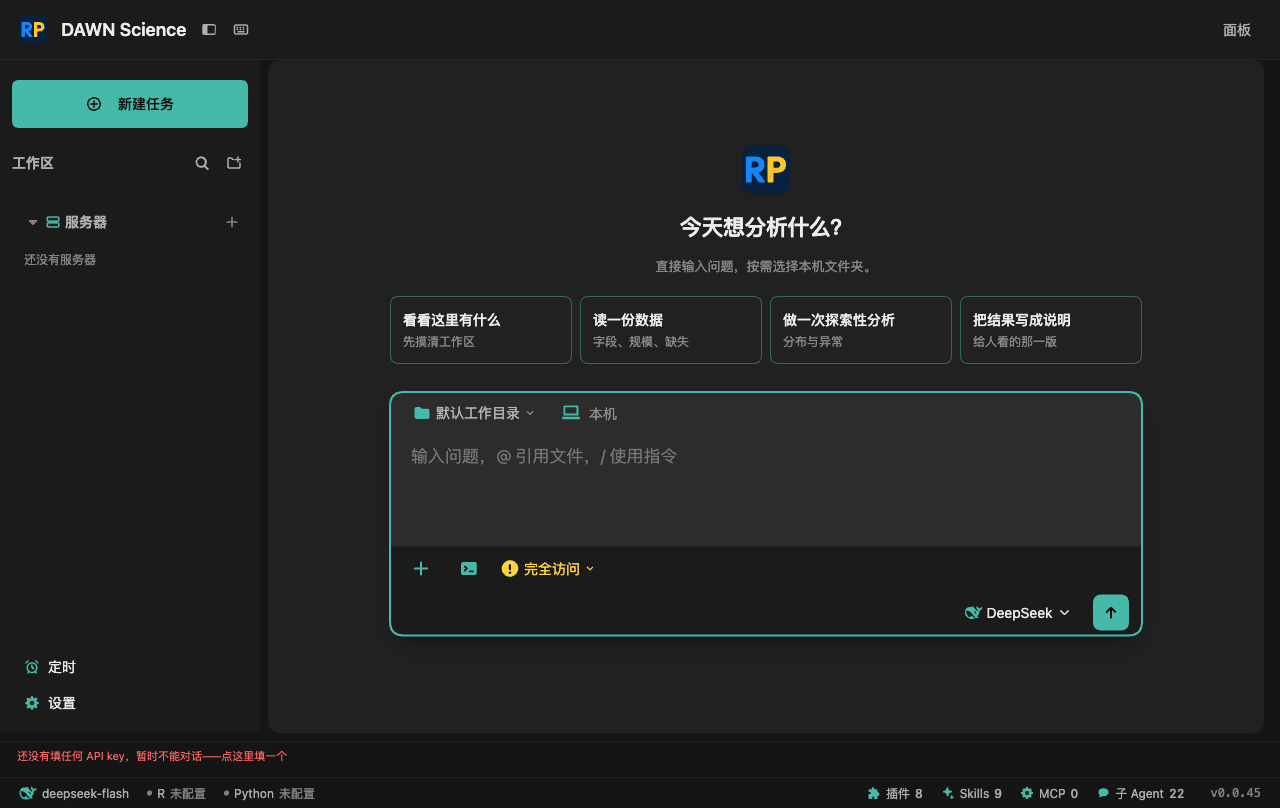 RP DAWN Science 面板
新建任务
工作区
服务器
还没有服务器
RP
今天想分析什么?
直接输入问题，按需选择本机文件夹。
看看这里有什么
先摸清工作区
读一份数据
字段、规模、缺失
做一次探索性分析
分布与异常
把结果写成说明
给人看的那一版
默认工作目录 本机
输入问题，@ 引用文件，/ 使用指令
完全访问
DeepSeek
定时
设置
还没有填任何 API key，暂时不能对话——点这里填一个
deepseek-flash R 未配置 Python 未配置 插件 8 Skills 9 MCP 0 子 Agent 22 v0.0.45